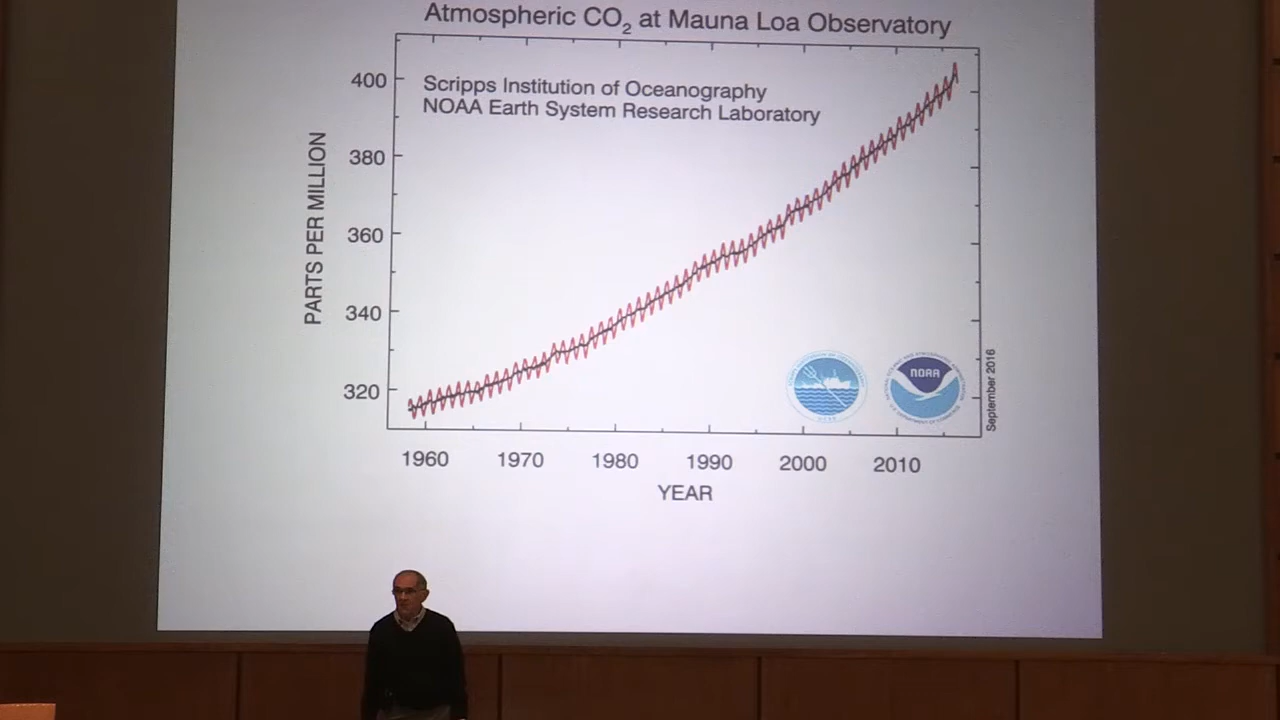 Atmospheric CO₂ at Mauna Loa Observatory
Scripps Institution of Oceanography
NOAA Earth System Research Laboratory
PARTS PER MILLION
400
380
360
340
320
NOAA
September 2016
1960 1970 1980 1990 2000 2010
YEAR